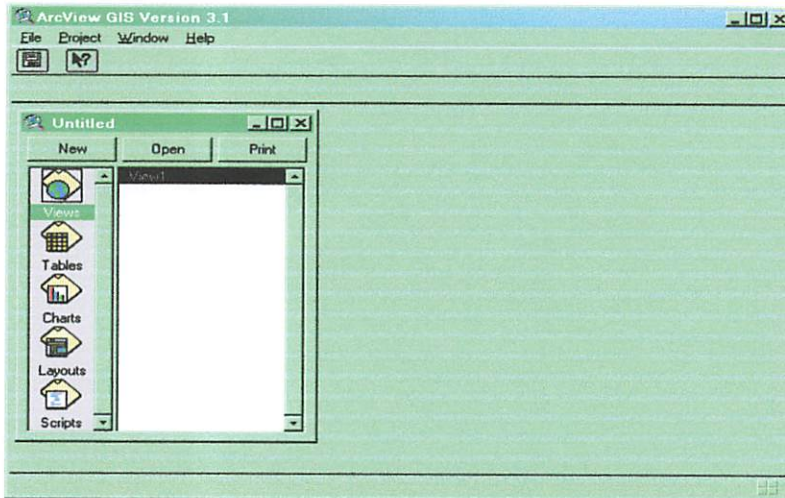 ArcView GIS Version 3.1
File Project Window Help
Untitled
New Open Print
View1
Views
Tables
Charts
Layouts
Scripts